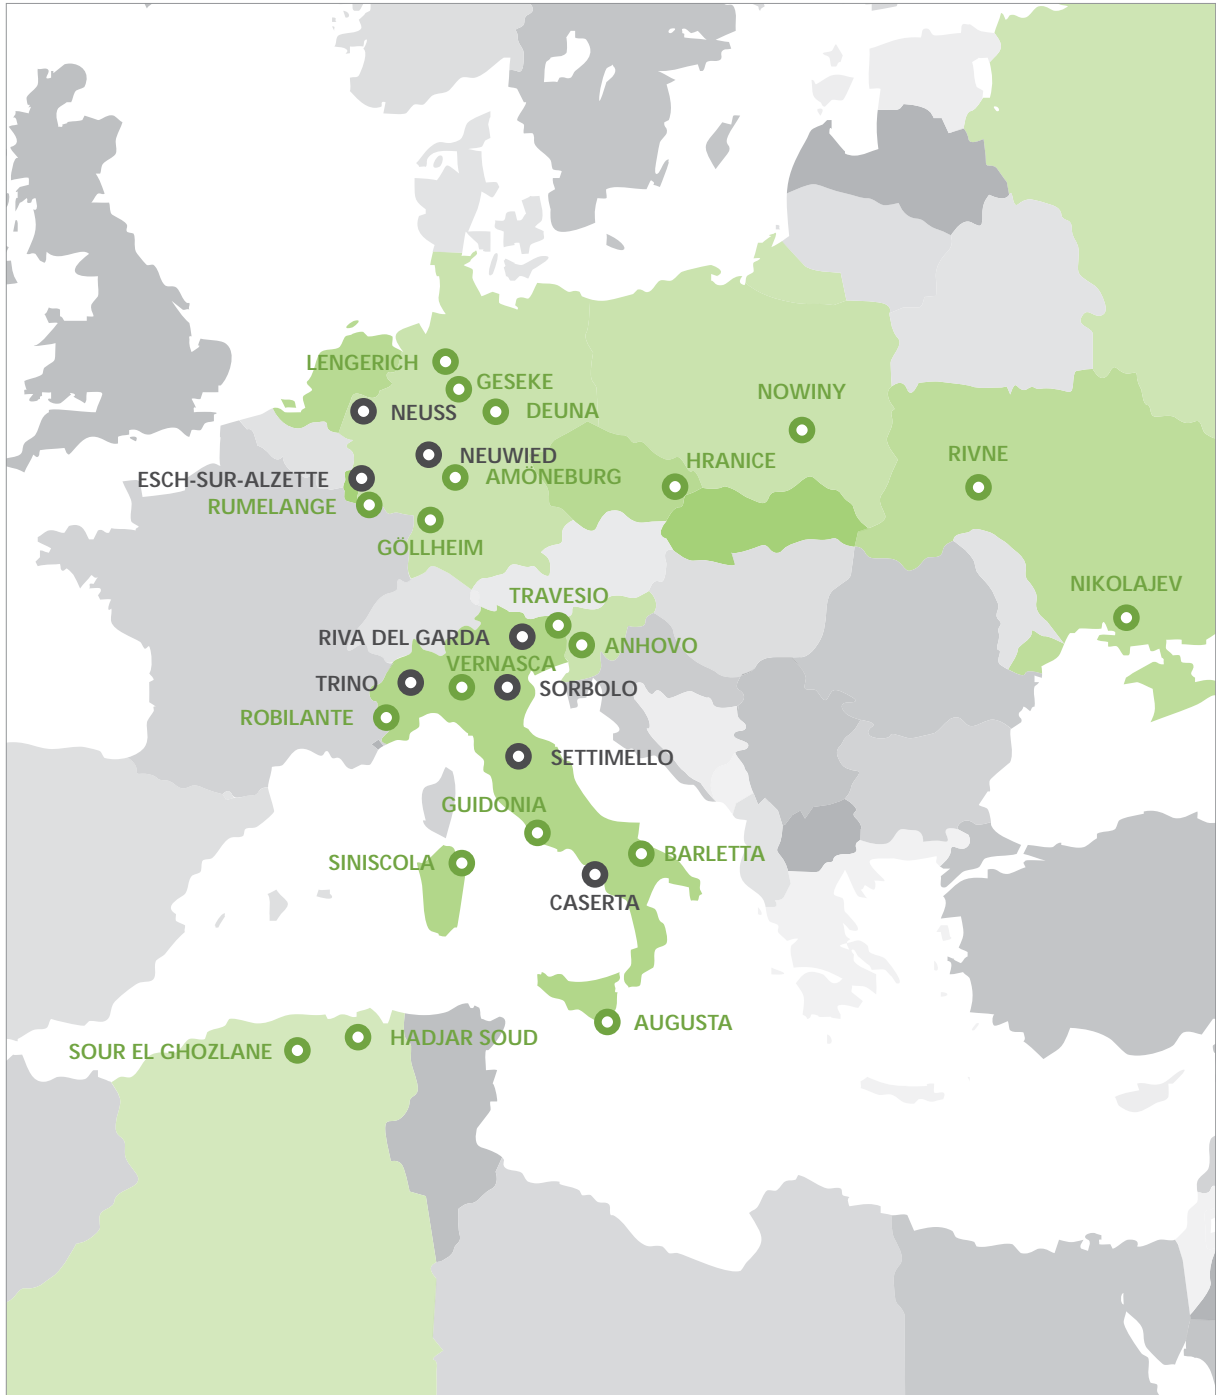 LENGERICH
GESEKE
NEUSS
DEUNA
NOWINY
NEUWIED
HRANICE
RIVNE
ESCH-SUR-ALZETTE
AMÖNEBURG
RUMELANGE
GÖLLHEIM
NIKOLAJEV
TRAVESIO
RIVA DEL GARDA
ANHOVO
VERNASCA
TRINO
SORBOLO
ROBILANTE
SETTIMELLO
GUIDONIA
BARLETTA
SINISCOLA
CASERTA
AUGUSTA
HADJAR SOUD
SOUR EL GHOZLANE